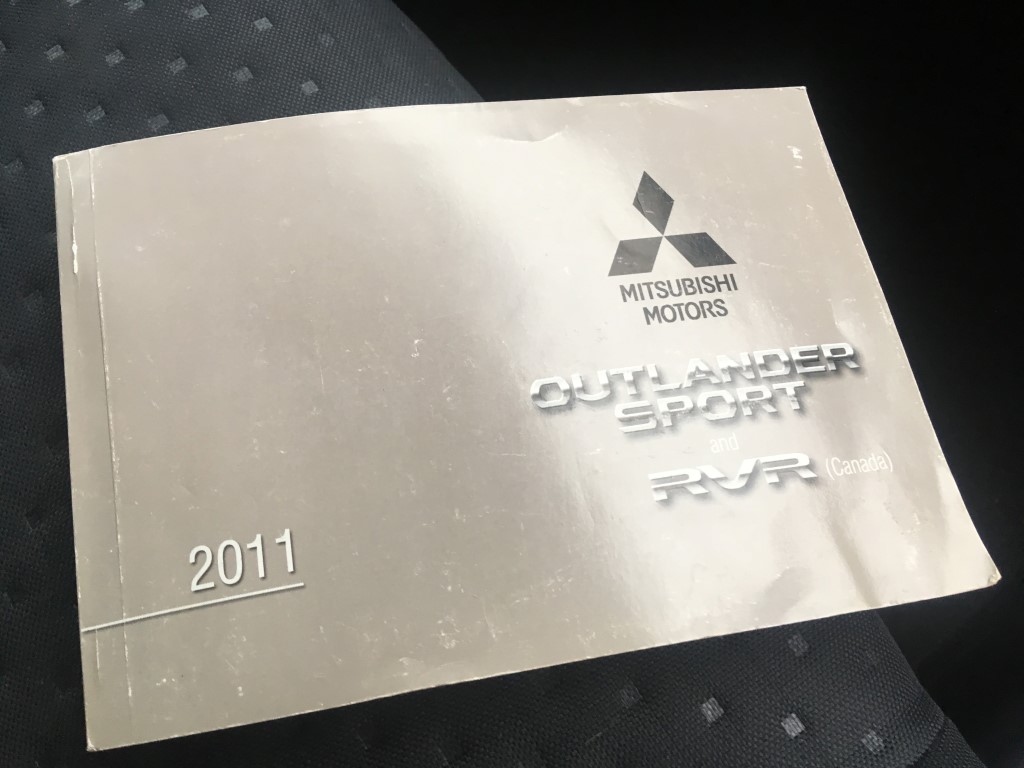 MITSUBISHI
MOTORS
OUTLANDER
SPORT
and
RVR (Canada)
2011